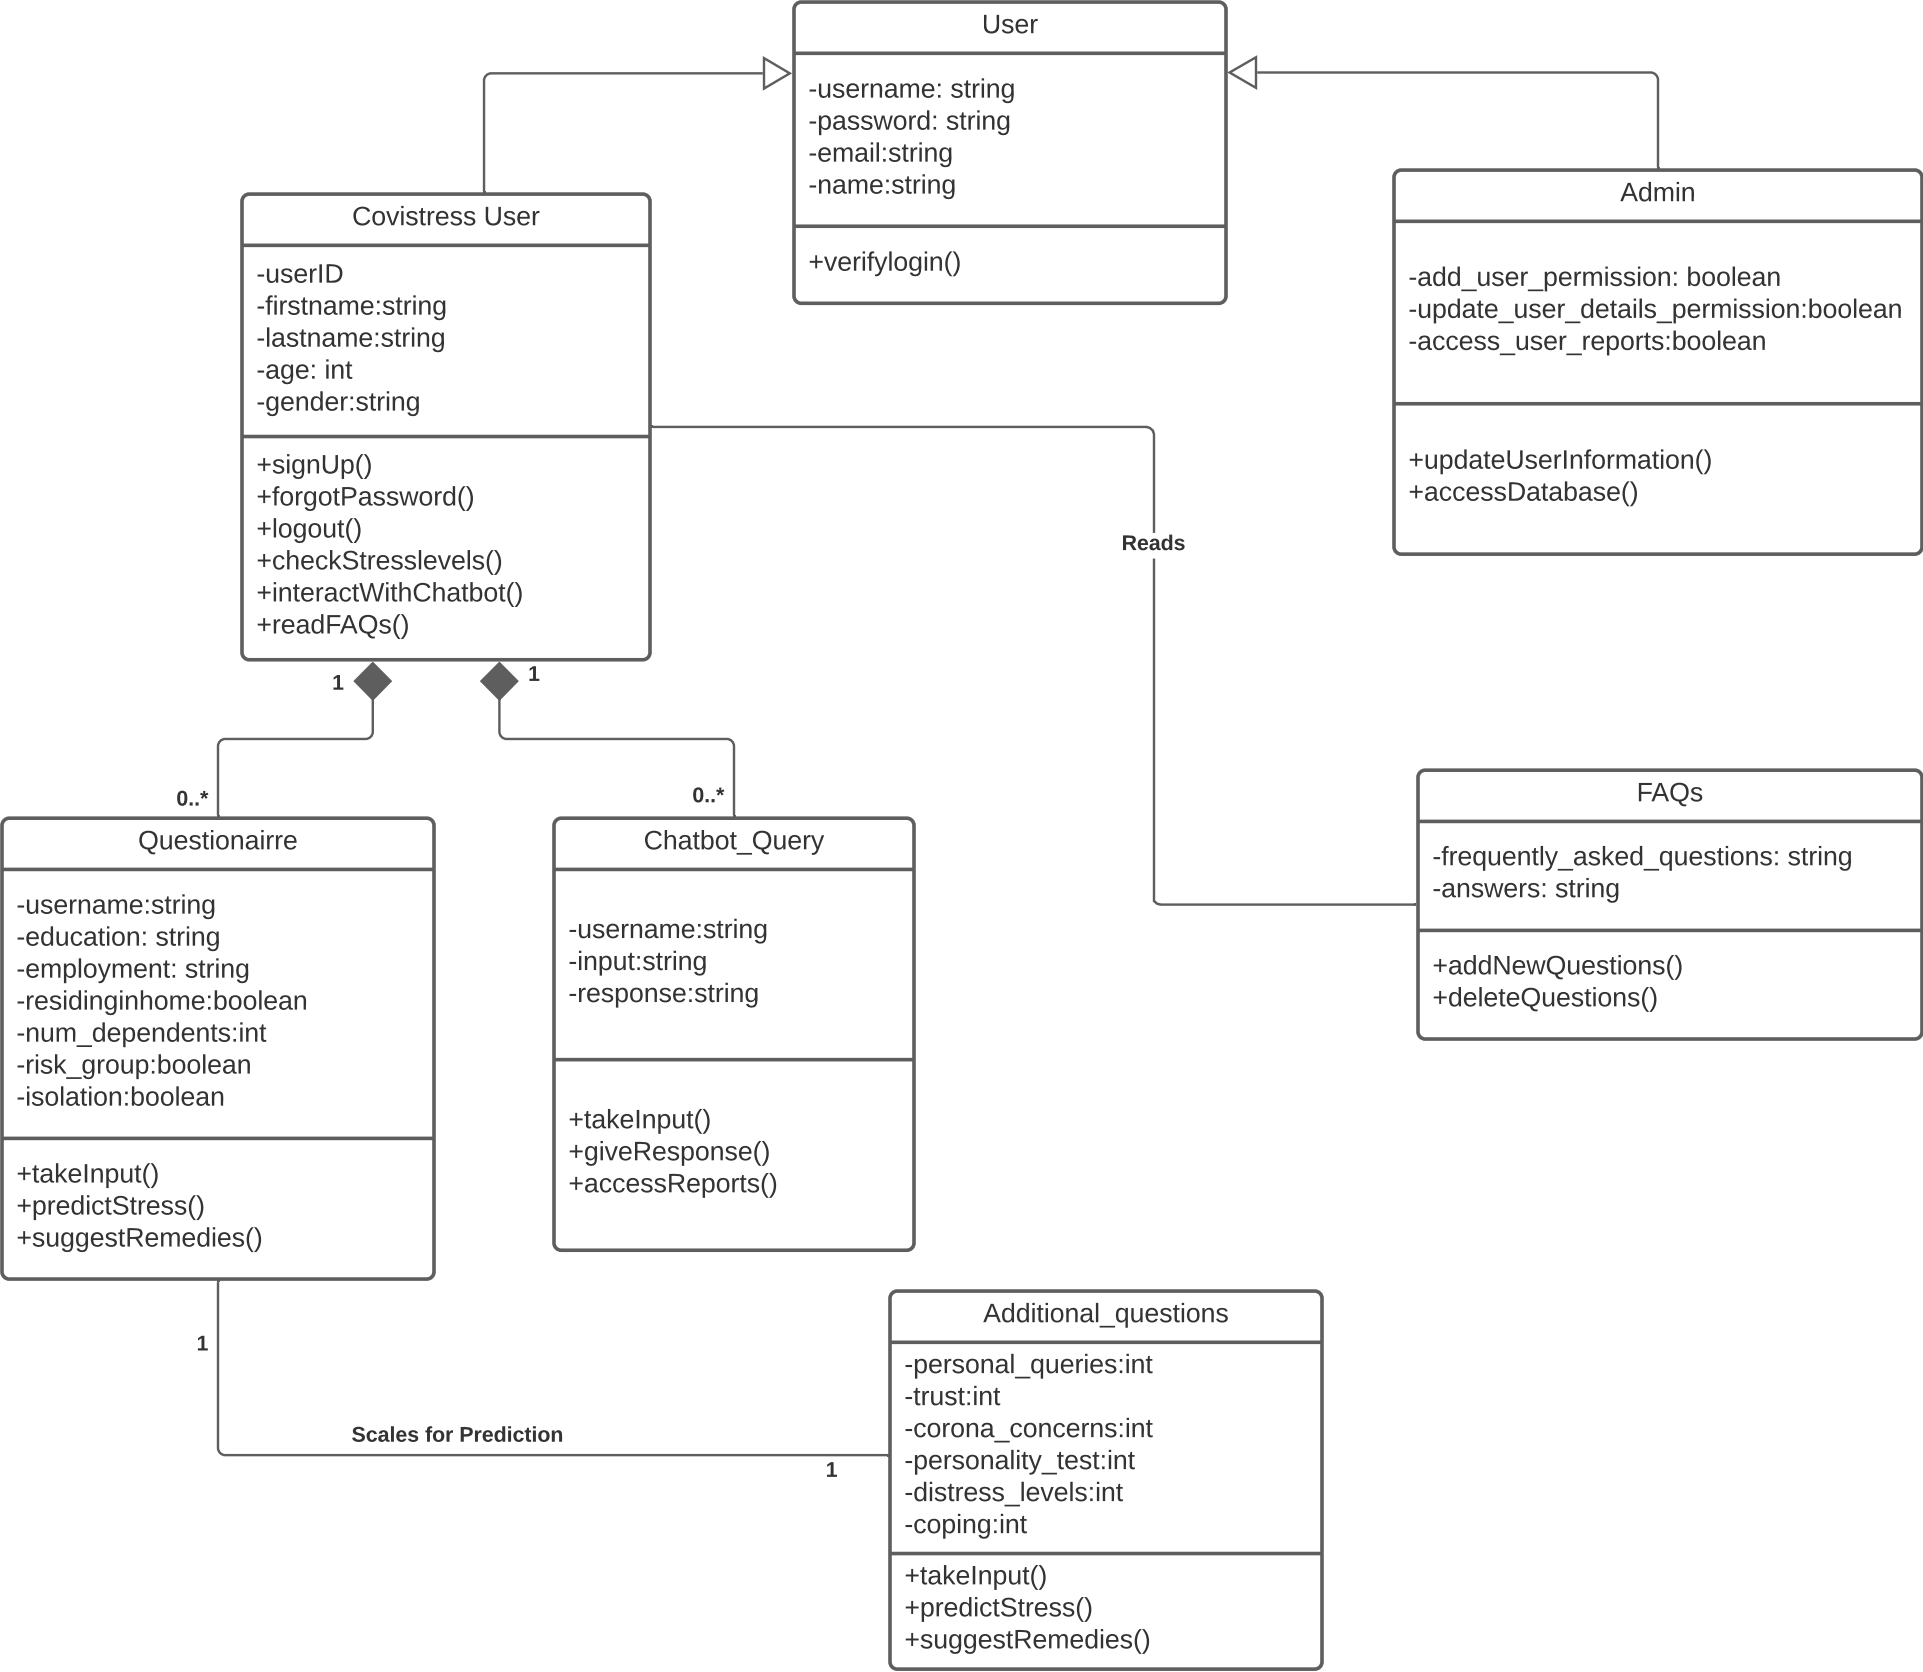 User
-username: string
-password: string
-email:string
-name:string
+verifylogin()
Admin
-add_user_permission: boolean
-update_user_details_permission:boolean
-access_user_reports:boolean
+updateUserInformation()
+accessDatabase()
Covistress User
-userID
-firstname:string
-lastname:string
-age: int
-gender:string
+signUp()
+forgotPassword()
+logout()
+checkStresslevels()
+interactWithChatbot()
+readFAQs()
Reads
1
1
0..*
0..*
FAQs
-frequently_asked_questions: string
-answers: string
+addNewQuestions()
+deleteQuestions()
Questionairre
-username:string
-education: string
-employment: string
-residinginhome:boolean
-num_dependents:int
-risk_group:boolean
-isolation:boolean
+takeInput()
+predictStress()
+suggestRemedies()
Chatbot_Query
-username:string
-input:string
-response:string
+takeInput()
+giveResponse()
+accessReports()
1
Scales for Prediction
1
Additional_questions
-personal_queries:int
-trust:int
-corona_concerns:int
-personality_test:int
-distress_levels:int
-coping:int
+takeInput()
+predictStress()
+suggestRemedies()